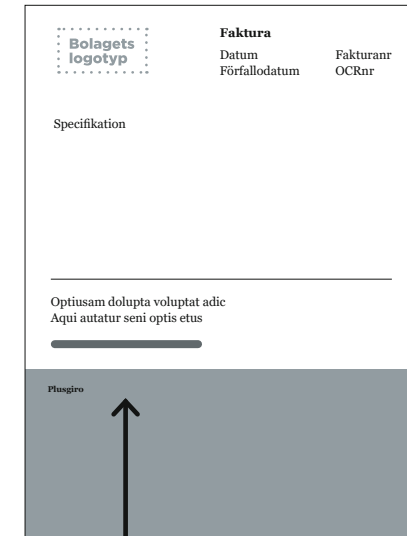 Bolagets
logotyp
Faktura
Datum
Fakturanr
Förfallodatum
OCRnr
Specifikation
Optiusam dolupta voluptat adic
Aqui autatur seni optis etus
Plusgiro